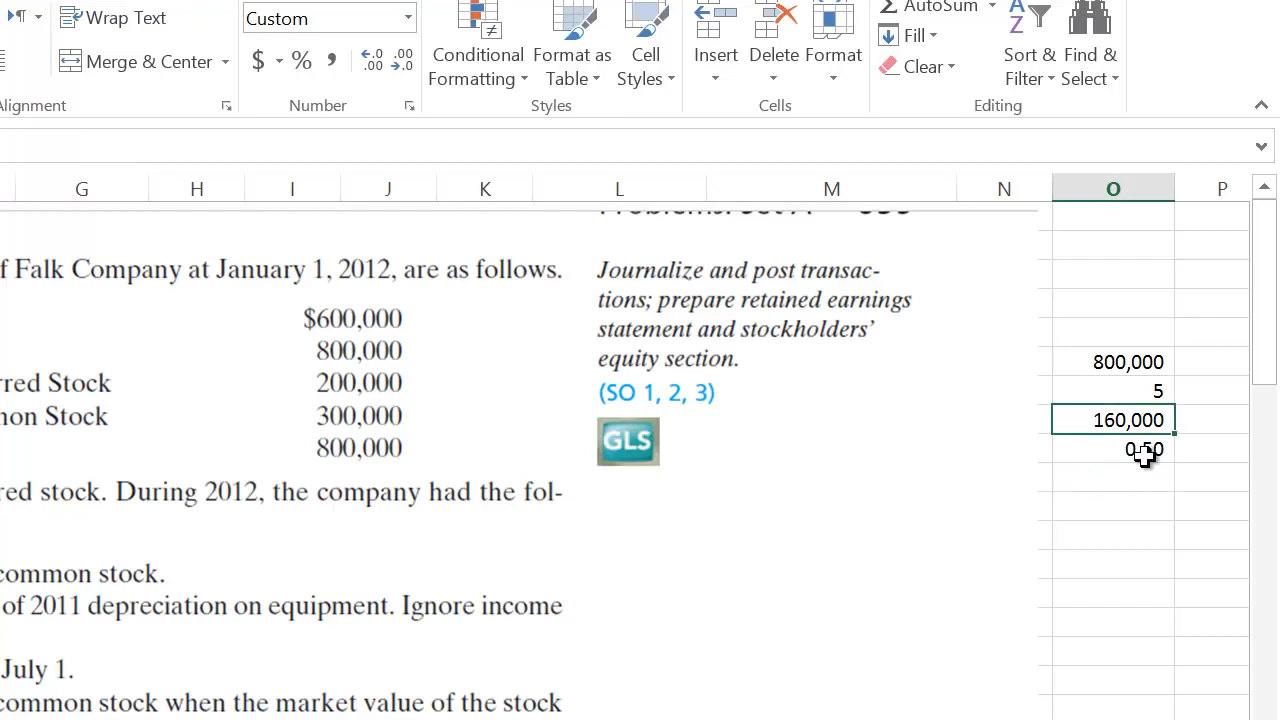 Wrap Text
Custom
AutoSum
Merge & Center
$ % ,
Conditional Formatting
Format as Table
Cell Styles
Insert
Delete
Format
Fill
Clear
Sort & Filter
Find & Select
Alignment
Number
Styles
Cells
Editing
G H I J K L M N O P
f Falk Company at January 1, 2012, are as follows.
$600,000
800,000
rred Stock 200,000
non Stock 300,000
800,000
red stock. During 2012, the company had the fol-
common stock.
of 2011 depreciation on equipment. Ignore income
July 1.
common stock when the market value of the stock
Journalize and post transac-
tions; prepare retained earnings
statement and stockholders'
equity section.
(SO 1, 2, 3)
GLS
800,000
5
160,000
0.50